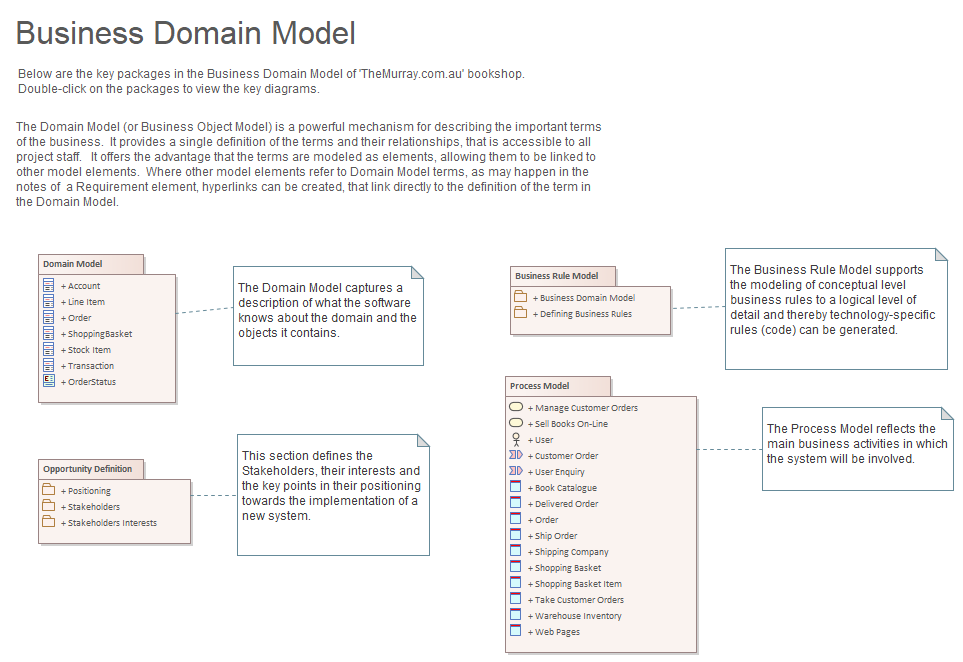 Business Domain Model
Below are the key packages in the Business Domain Model of 'TheMurray.com.au' bookshop.
Double-click on the packages to view the key diagrams.
The Domain Model (or Business Object Model) is a powerful mechanism for describing the important terms
of the business.  It provides a single definition of the terms and their relationships, that is accessible to all
project staff.   It offers the advantage that the terms are modeled as elements, allowing them to be linked to
other model elements.  Where other model elements refer to Domain Model terms, as may happen in the
notes of  a Requirement element, hyperlinks can be created, that link directly to the definition of the term in
the Domain Model.
Domain Model
+ Account
+ Line Item
+ Order
+ ShoppingBasket
+ Stock Item
+ Transaction
E
+ OrderStatus
The Domain Model captures a
description of what the software
knows about the domain and the
objects it contains.
Business Rule Model
+ Business Domain Model
+ Defining Business Rules
The Business Rule Model supports
the modeling of conceptual level
business rules to a logical level of
detail and thereby technology-specific
rules (code) can be generated.
Opportunity Definition
+ Positioning
+ Stakeholders
+ Stakeholders Interests
This section defines the
Stakeholders, their interests and
the key points in their positioning
towards the implementation of a
new system.
Process Model
+ Manage Customer Orders
+ Sell Books On-Line
+ User
+ Customer Order
+ User Enquiry
+ Book Catalogue
+ Delivered Order
+ Order
+ Ship Order
+ Shipping Company
+ Shopping Basket
+ Shopping Basket Item
+ Take Customer Orders
+ Warehouse Inventory
+ Web Pages
The Process Model reflects the
main business activities in which
the system will be involved.